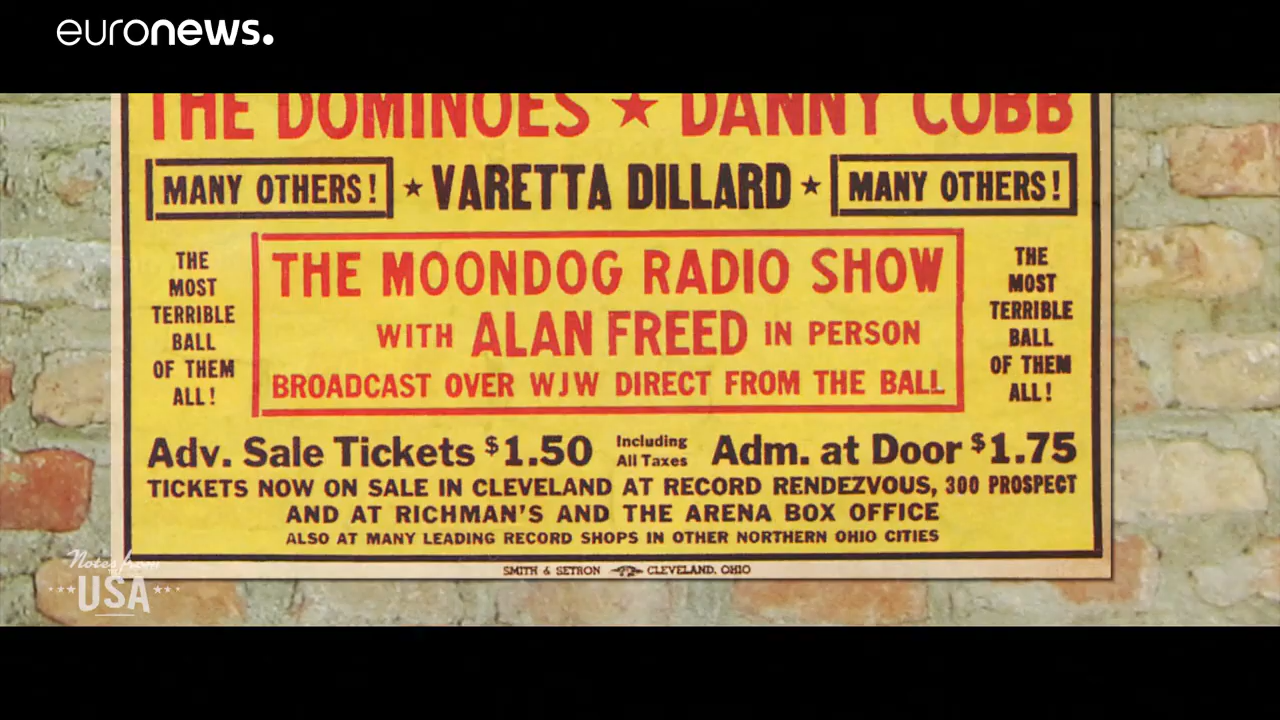 euronews.
THE DOMINOES ★ DANNY COBB
MANY OTHERS! ★ VARETTA DILLARD ★ MANY OTHERS!
THE
MOST
TERRIBLE
BALL
OF THEM
ALL!
THE MOONDOG RADIO SHOW
WITH ALAN FREED IN PERSON
BROADCAST OVER WJW DIRECT FROM THE BALL
THE
MOST
TERRIBLE
BALL
OF THEM
ALL!
Adv. Sale Tickets $1.50 Including All Taxes Adm. at Door $1.75
TICKETS NOW ON SALE IN CLEVELAND AT RECORD RENDEZVOUS, 300 PROSPECT
AND AT RICHMAN'S AND THE ARENA BOX OFFICE
ALSO AT MANY LEADING RECORD SHOPS IN OTHER NORTHERN OHIO CITIES
SMITH & SETRON CLEVELAND, OHIO
Notes from
USA